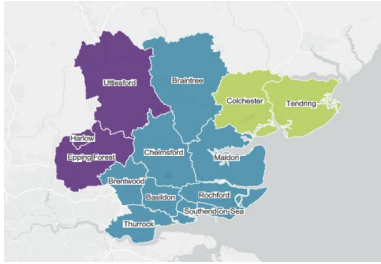 Uttlesford
Braintree
Colchester
Tendring
Harlow
Epping Forest
Chelmsford
Maldon
Brentwood
Basildon
Rochford
Southend-on-Sea
Thurrock